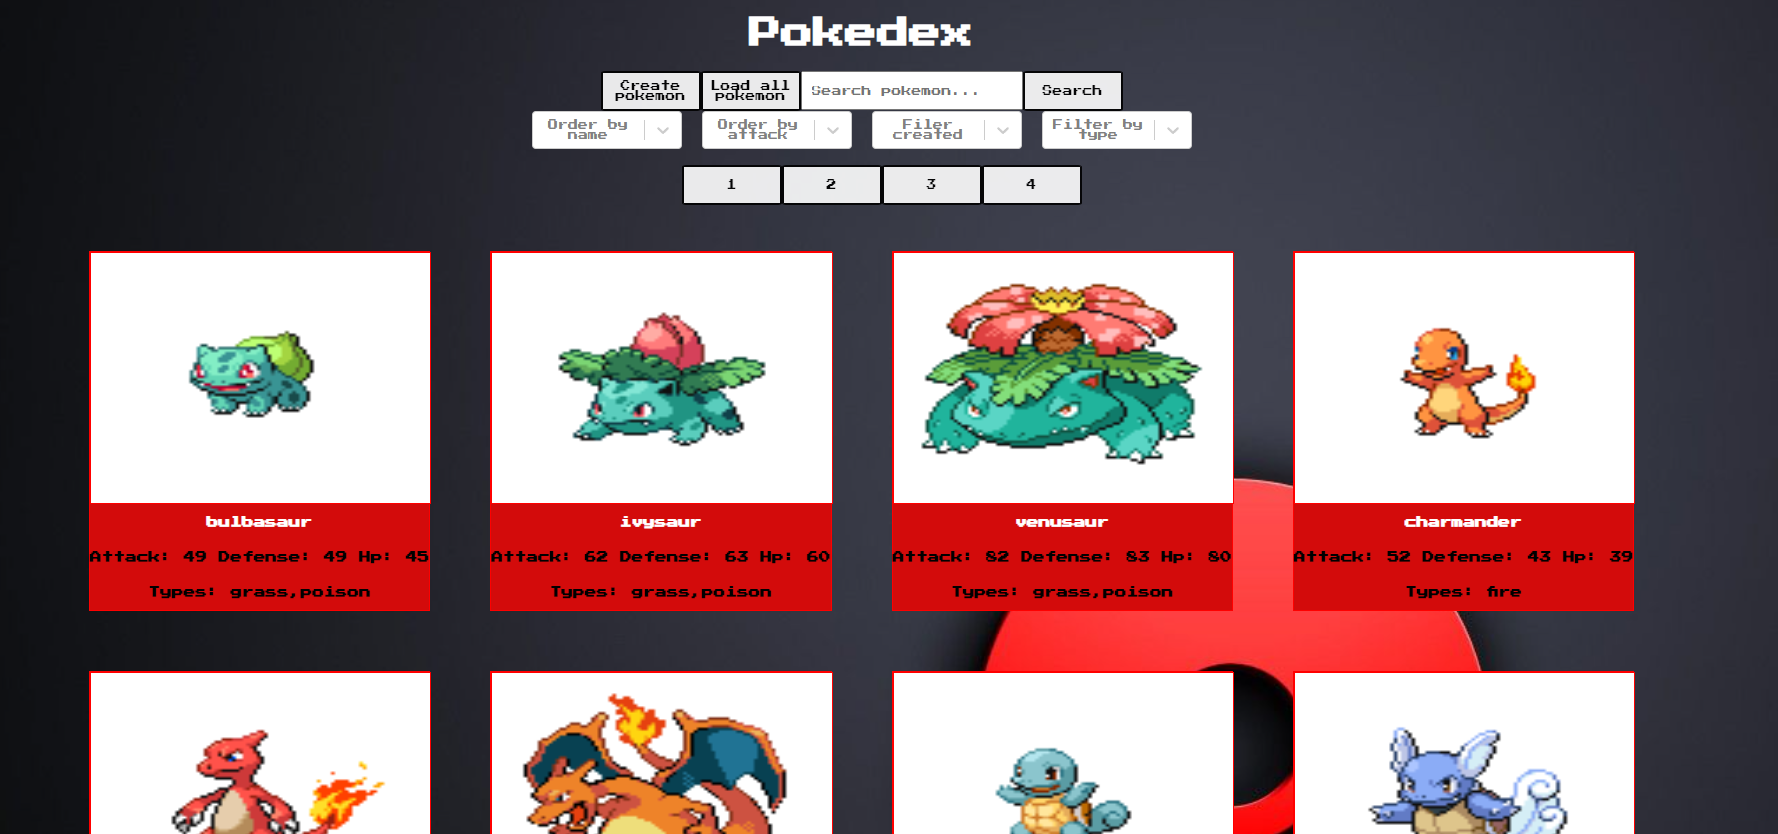 Pokedex
Create
pokemon
Load all
pokemon
Search pokemon...
Search
Order by
name
Order by
attack
Filer
created
Filter by
type
1
2
3
4
bulbasaur
Attack: 49 Defense: 49 Hp: 45
Types: grass,poison
ivysaur
Attack: 62 Defense: 63 Hp: 60
Types: grass,poison
venusaur
Attack: 82 Defense: 83 Hp: 80
Types: grass,poison
charmander
Attack: 52 Defense: 43 Hp: 39
Types: fire